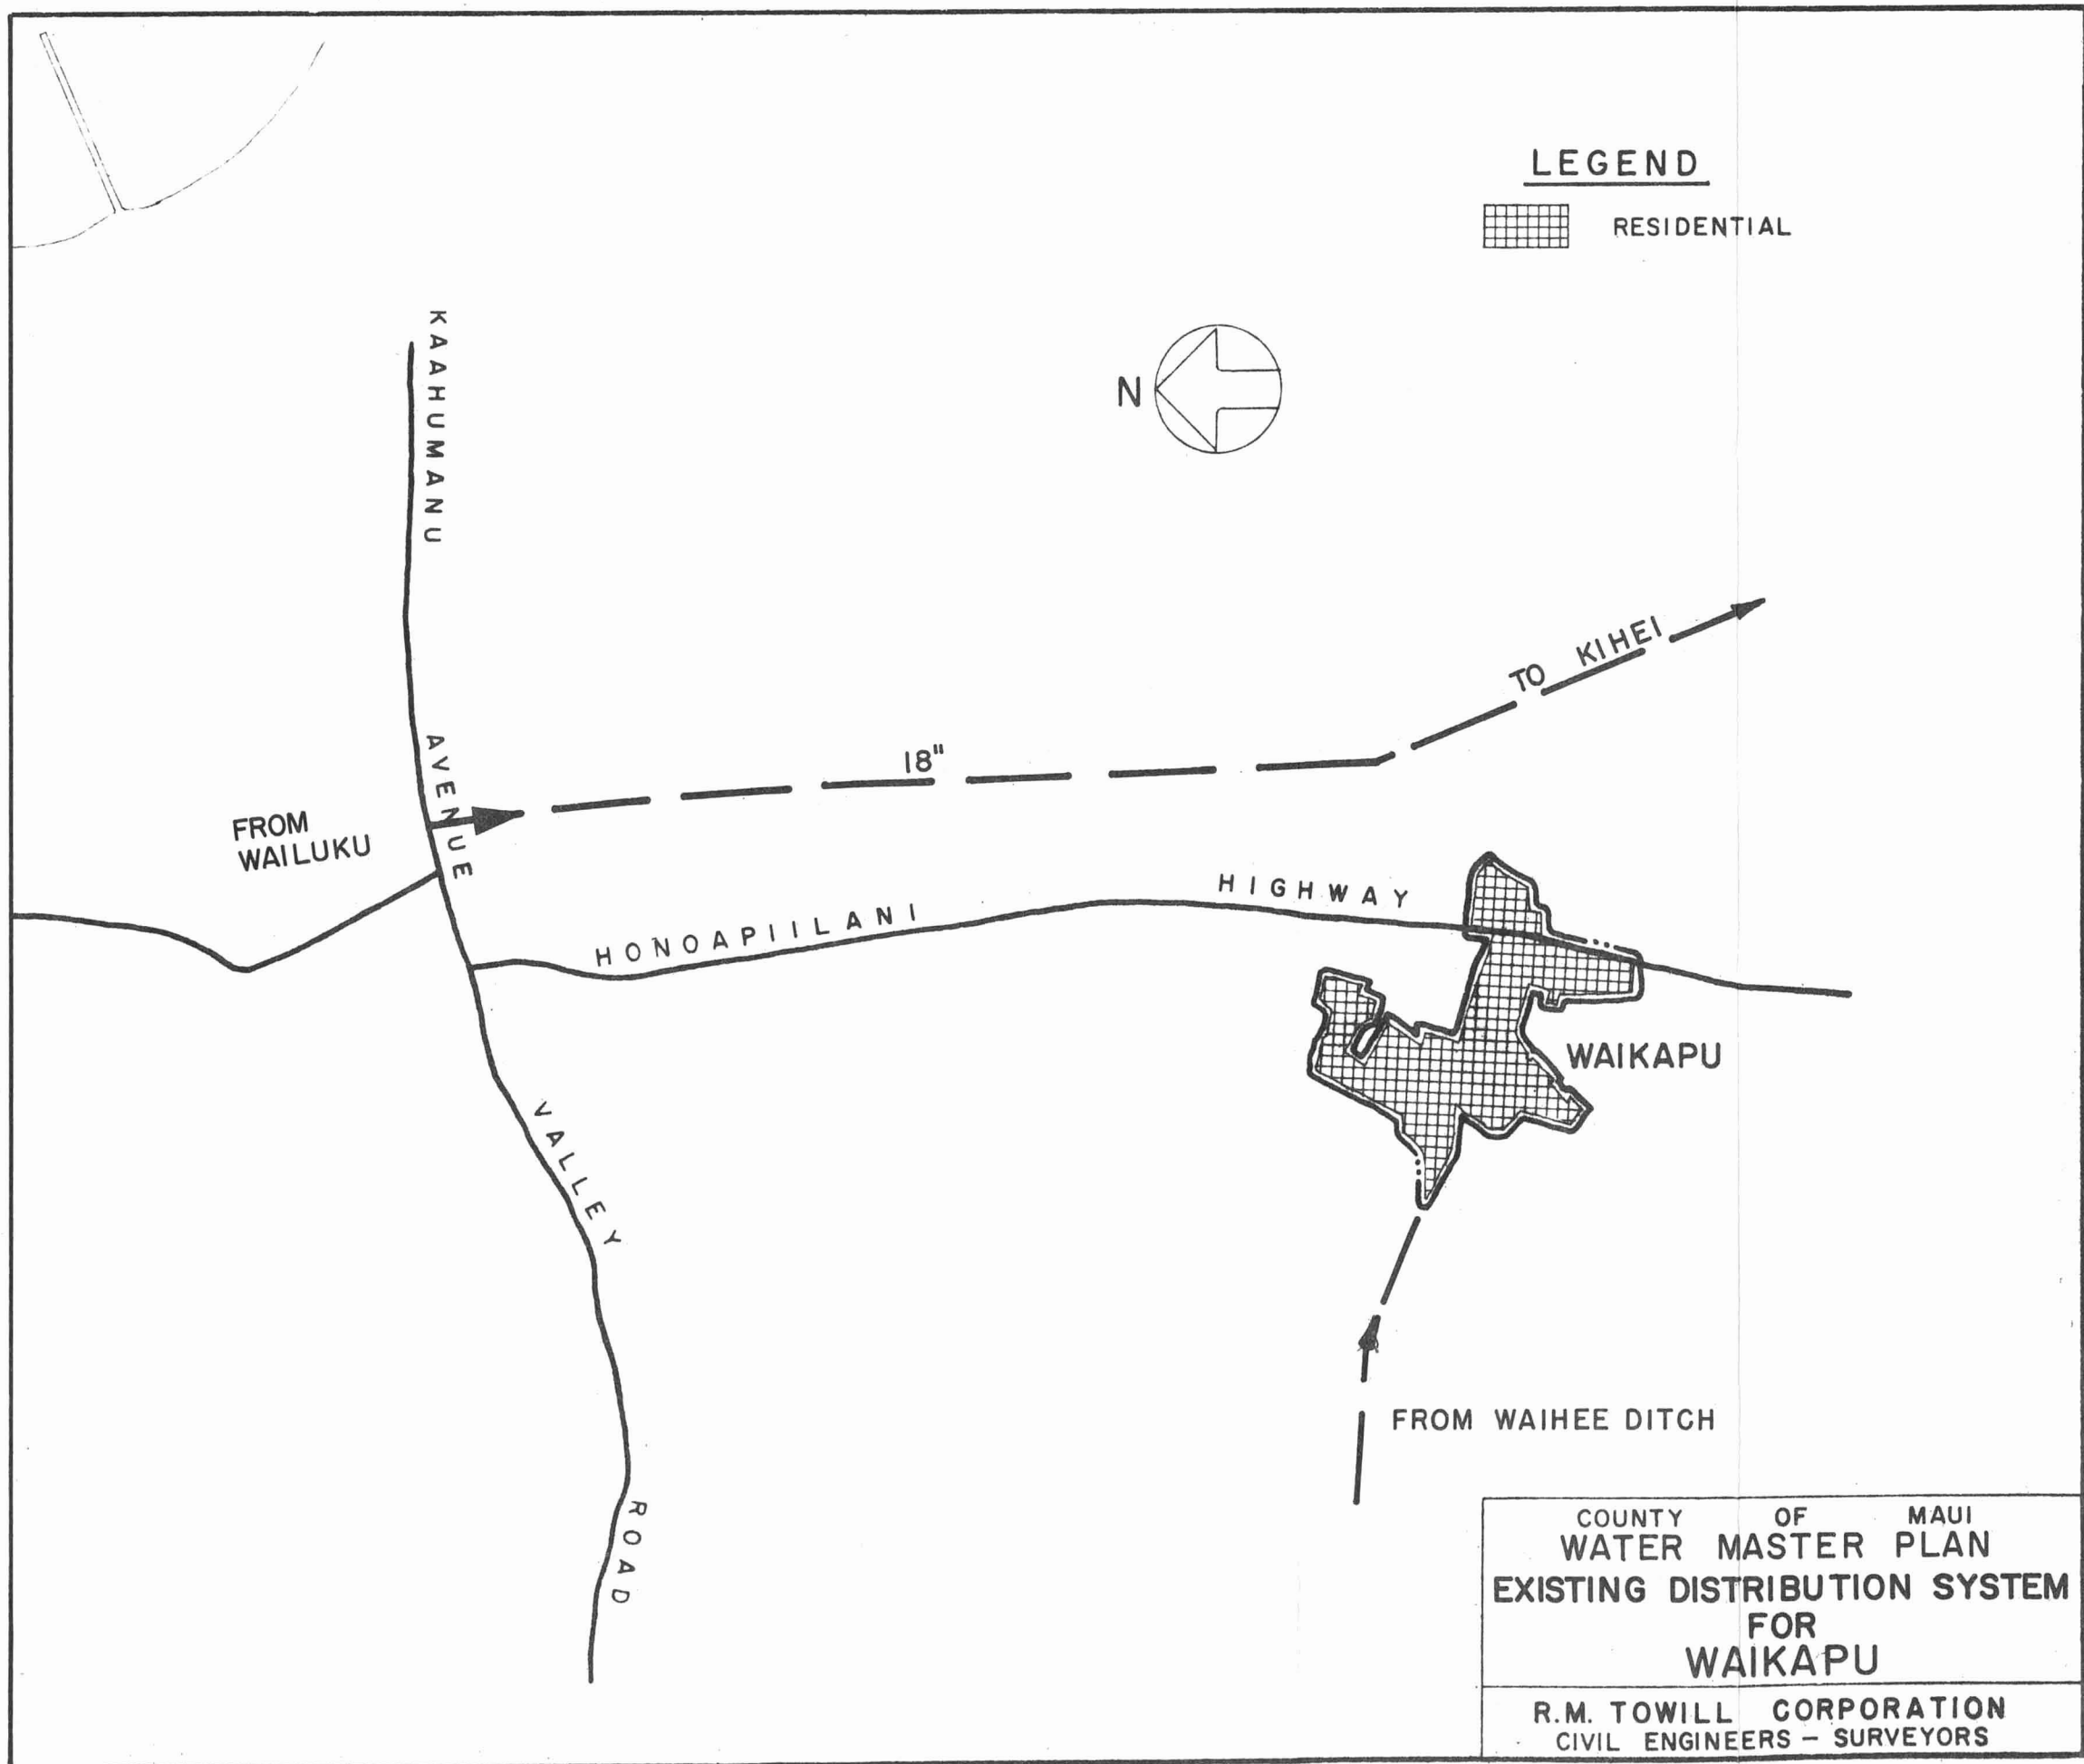 LEGEND
RESIDENTIAL
KAAHUMANU
AVENUE
N
TO KIHEI
18"
FROM
WAILUKU
HONOAPIILANI
HIGHWAY
WAIKAPU
VALLEY
ROAD
FROM WAIHEE DITCH
COUNTY OF MAUI
WATER MASTER PLAN
EXISTING DISTRIBUTION SYSTEM
FOR
WAIKAPU
R.M. TOWILL CORPORATION
CIVIL ENGINEERS – SURVEYORS